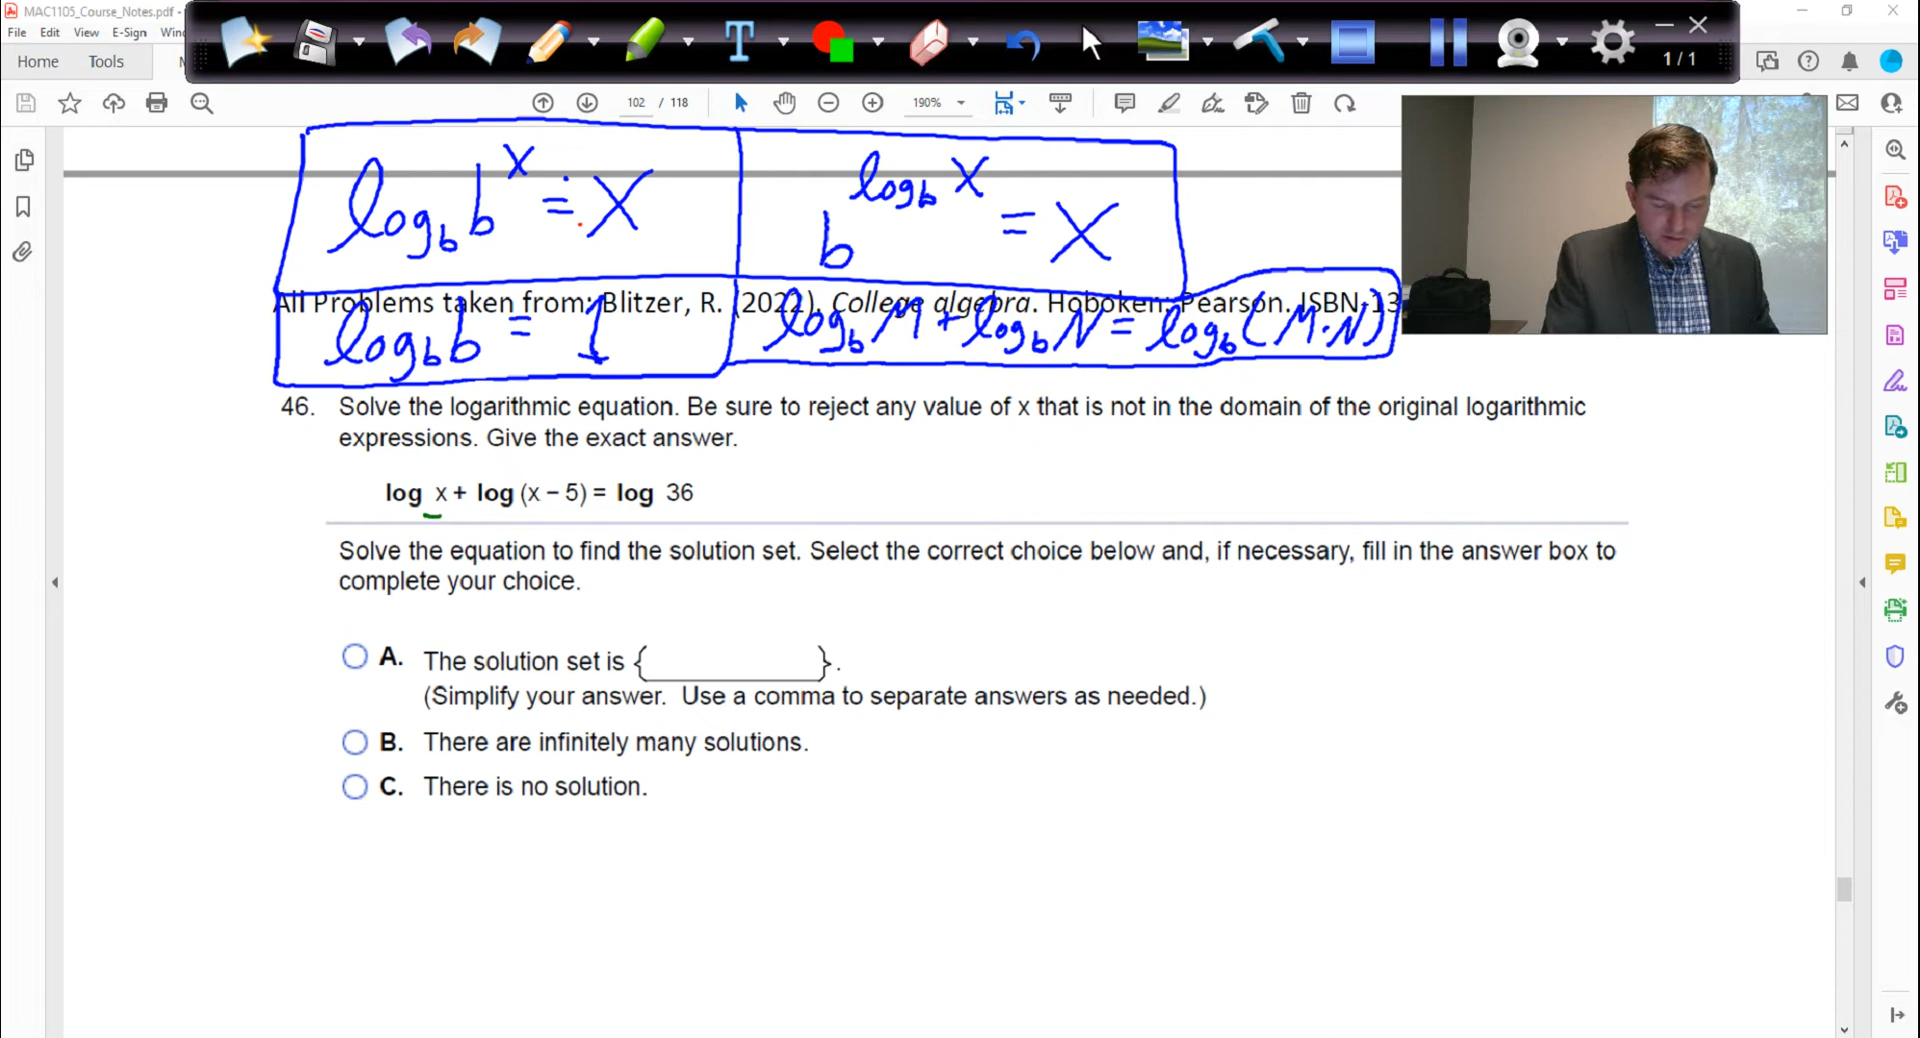 MAC1105_Course_Notes.pdf -
File Edit View E-Sign Winc
Home Tools
1 / 1
102 / 118
190%
log_b b^x = x
b^(log_b x) = x
All Problems taken from: Blitzer, R. (2022). College algebra. Hoboken: Pearson. ISBN-13
log_b b = 1
log_b M + log_b N = log_b (M·N)
46. Solve the logarithmic equation. Be sure to reject any value of x that is not in the domain of the original logarithmic
expressions. Give the exact answer.
log x + log (x − 5) = log 36
Solve the equation to find the solution set. Select the correct choice below and, if necessary, fill in the answer box to
complete your choice.
A. The solution set is { }.
(Simplify your answer. Use a comma to separate answers as needed.)
B. There are infinitely many solutions.
C. There is no solution.